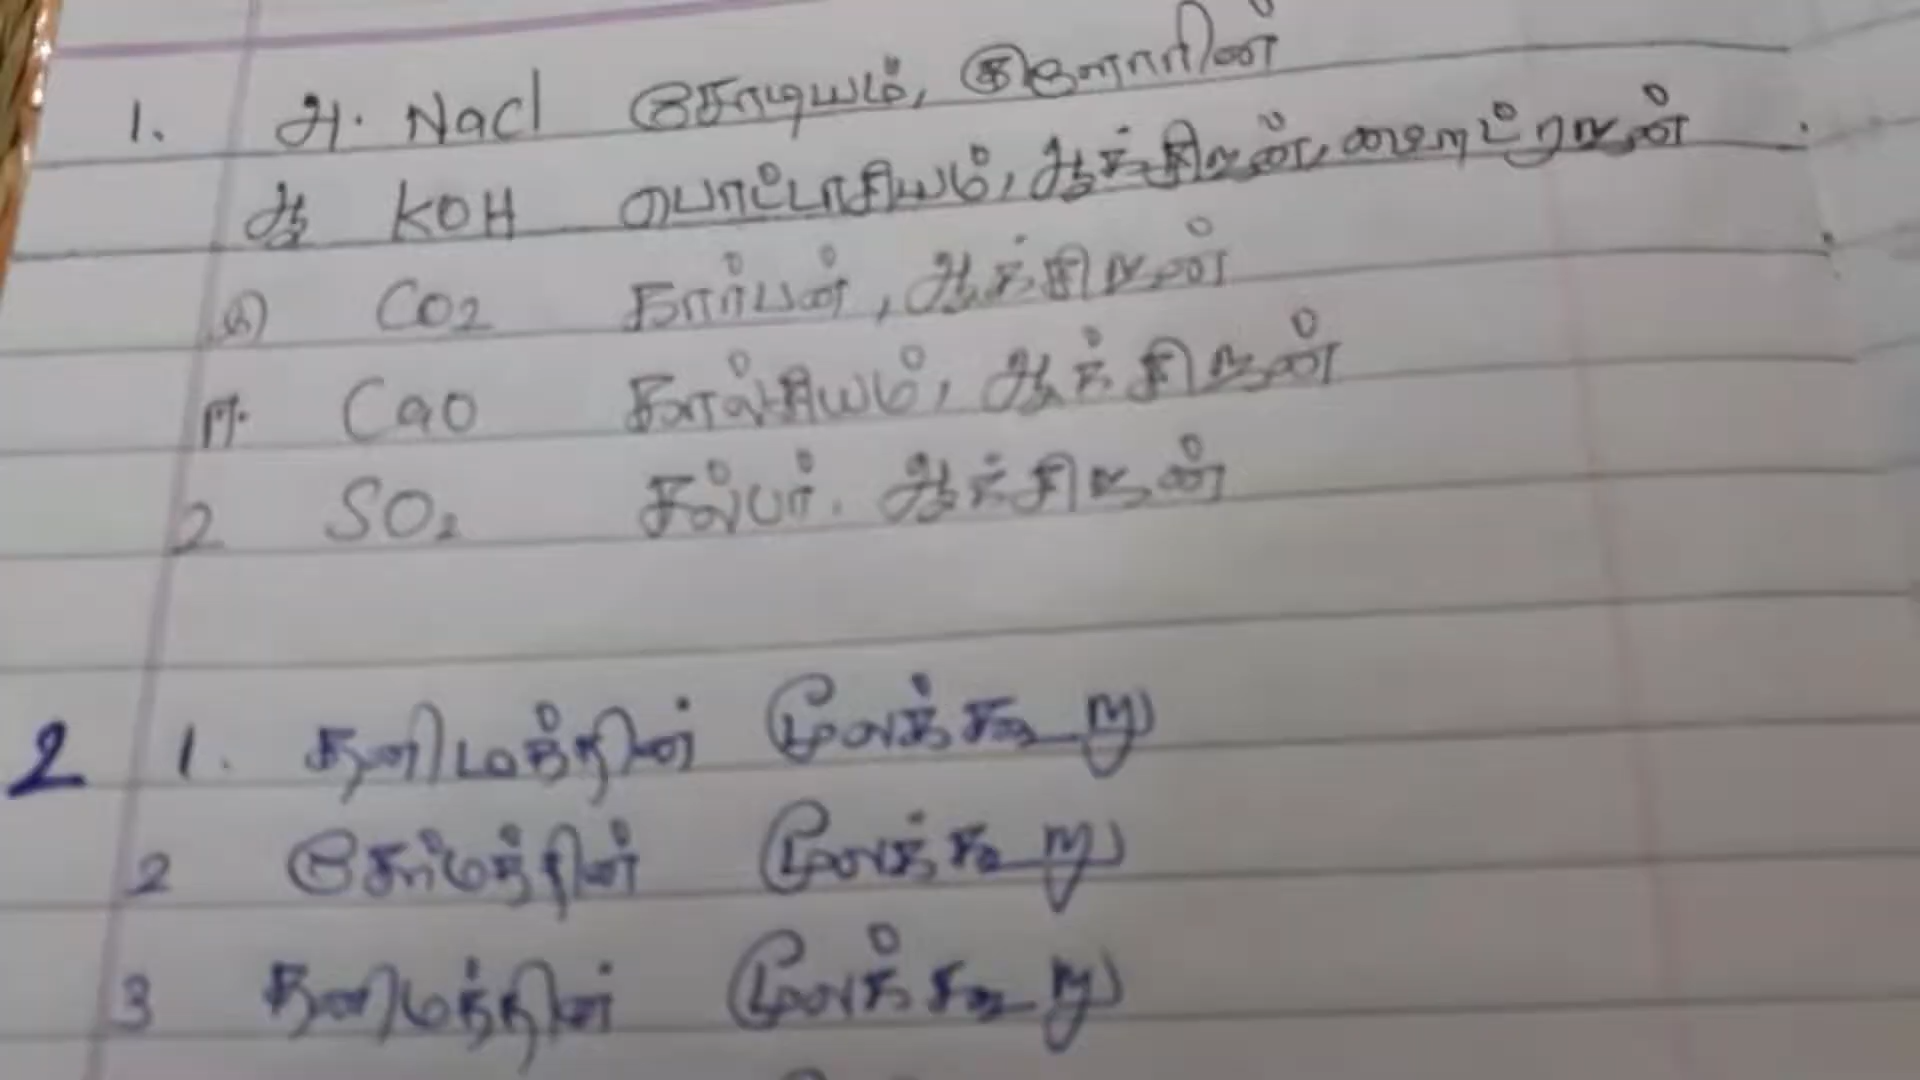 1. அ. Nacl சோடியம், குளோரின்
ஆ KOH பொட்டாசியம், ஆக்சிஜன், ஹைட்ரஜன்
இ) CO2 கார்பன், ஆக்சிஜன்
ஈ. CaO கால்சியம், ஆக்சிஜன்
உ SO2 சல்பர். ஆக்சிஜன்
2 1. தனிமத்தின் மூலக்கூறு
2 சேர்மத்தின் மூலக்கூறு
3 தனிமத்தின் மூலக்கூறு